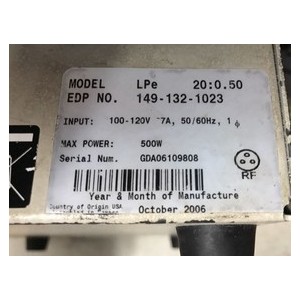 MODEL LPe 20:0.50
EDP NO. 149-132-1023
INPUT: 100-120V ~7A, 50/60Hz, 1 ϕ
MAX POWER: 500W
Serial Num. GDA06109808
RF
Year & Month of Manufacture
Country of Origin USA
October 2006